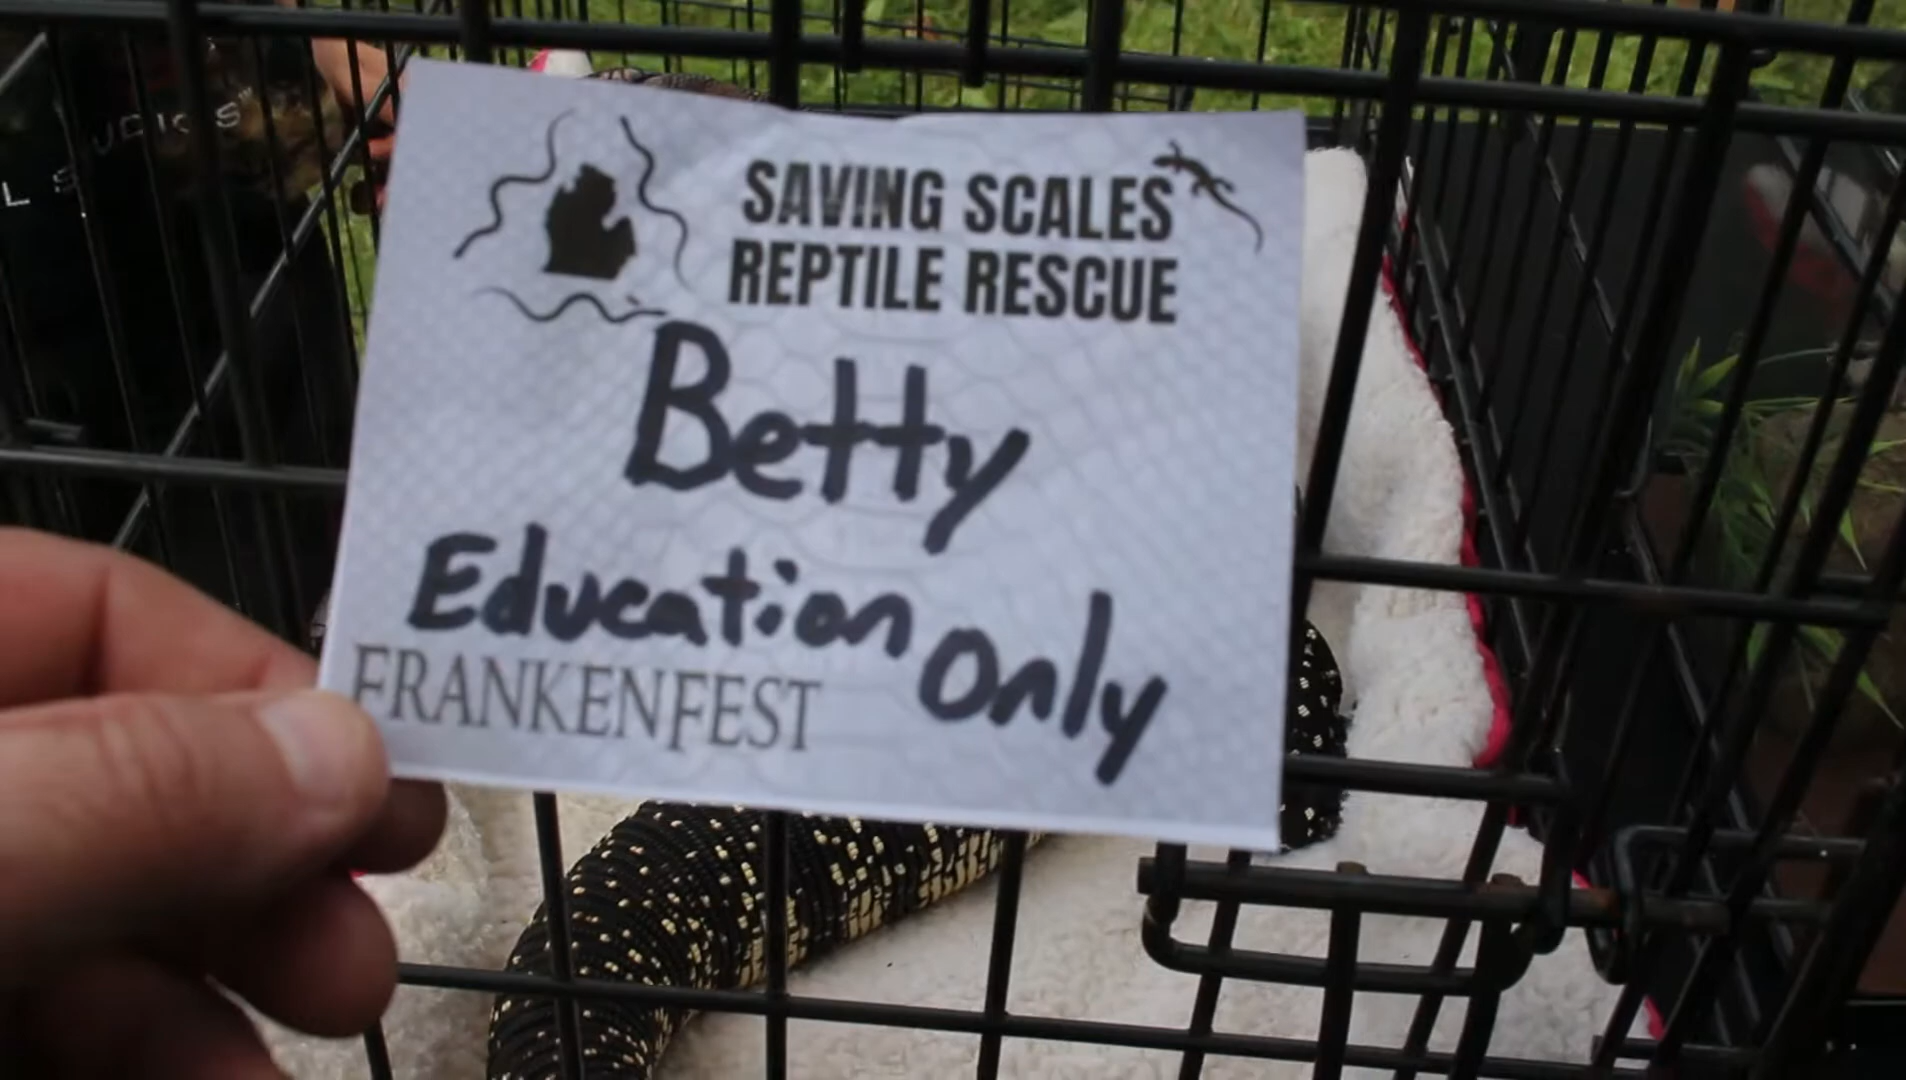 SAVING SCALES
REPTILE RESCUE
Betty
Education only
FRANKENFEST